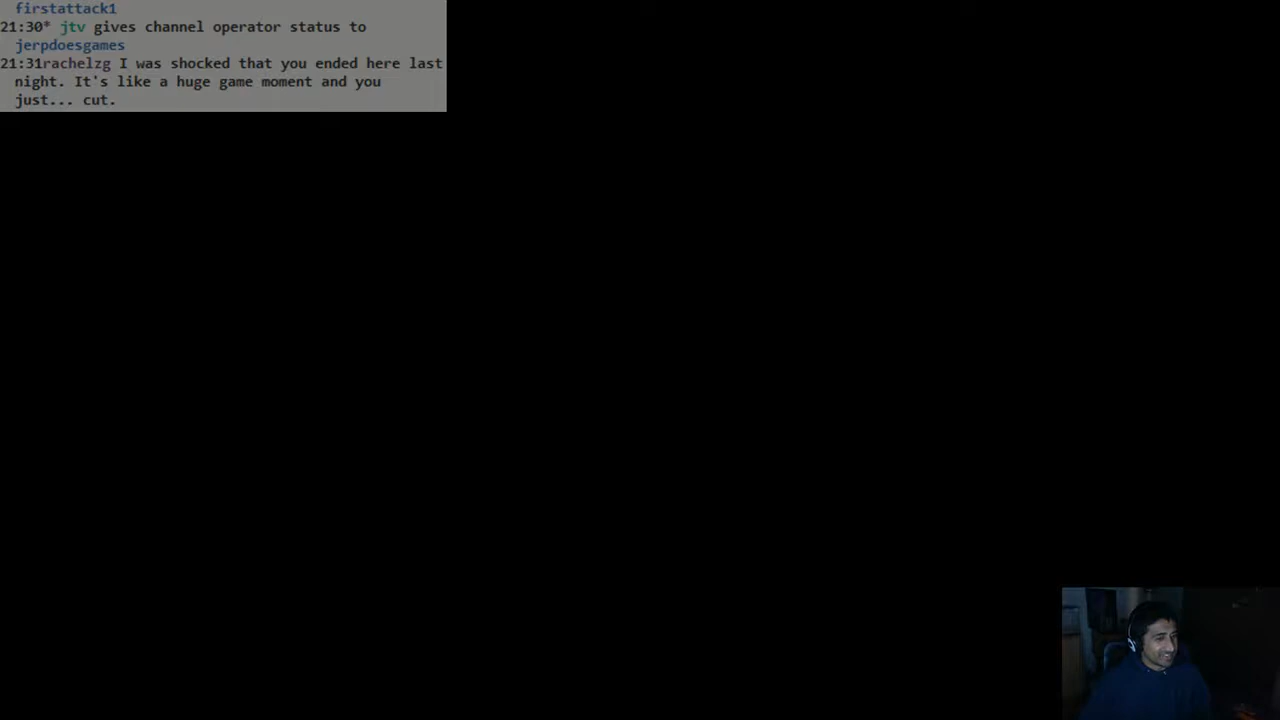 firstattack1
21:30* jtv gives channel operator status to
jerpdoesgames
21:31rachelzg I was shocked that you ended here last
night. It's like a huge game moment and you
just... cut.